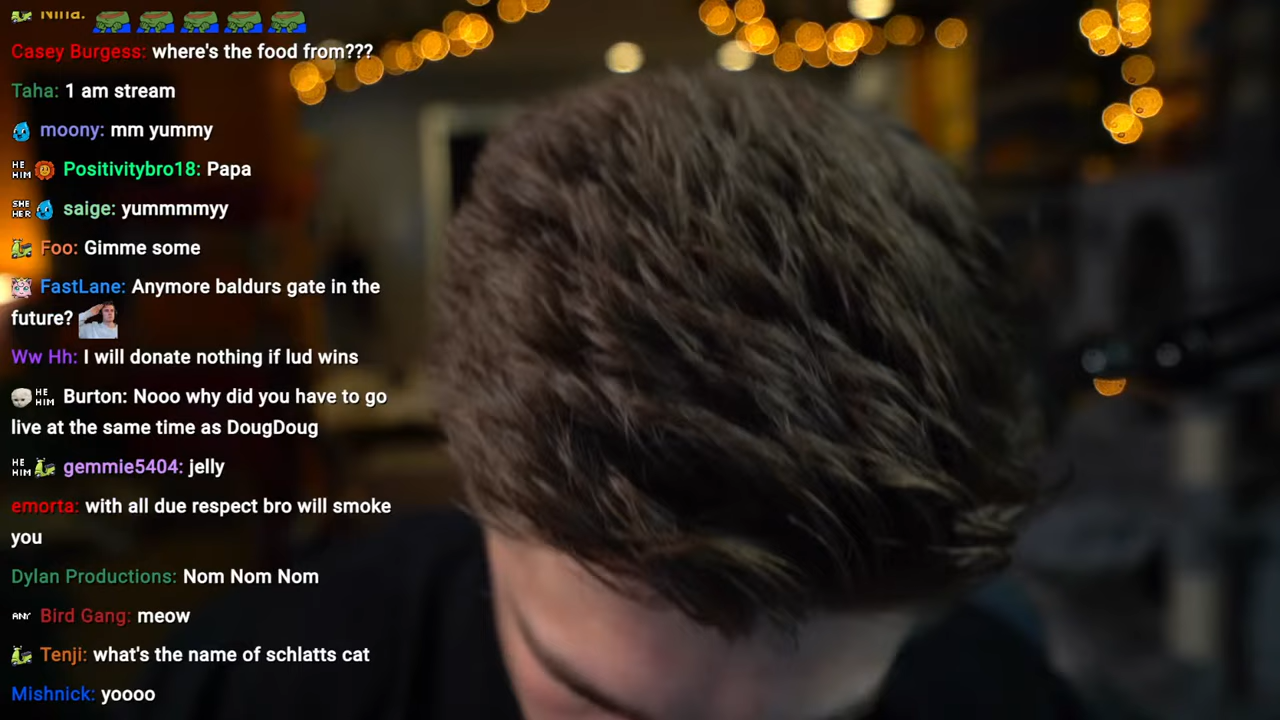 Nina:
Casey Burgess: where's the food from???
Taha: 1 am stream
moony: mm yummy
HE HIM Positivitybro18: Papa
SHE HER saige: yummmmyy
Foo: Gimme some
FastLane: Anymore baldurs gate in the
future?
Ww Hh: I will donate nothing if lud wins
HE HIM Burton: Nooo why did you have to go
live at the same time as DougDoug
HE HIM gemmie5404: jelly
emorta: with all due respect bro will smoke
you
Dylan Productions: Nom Nom Nom
ANY Bird Gang: meow
Tenji: what's the name of schlatts cat
Mishnick: yoooo